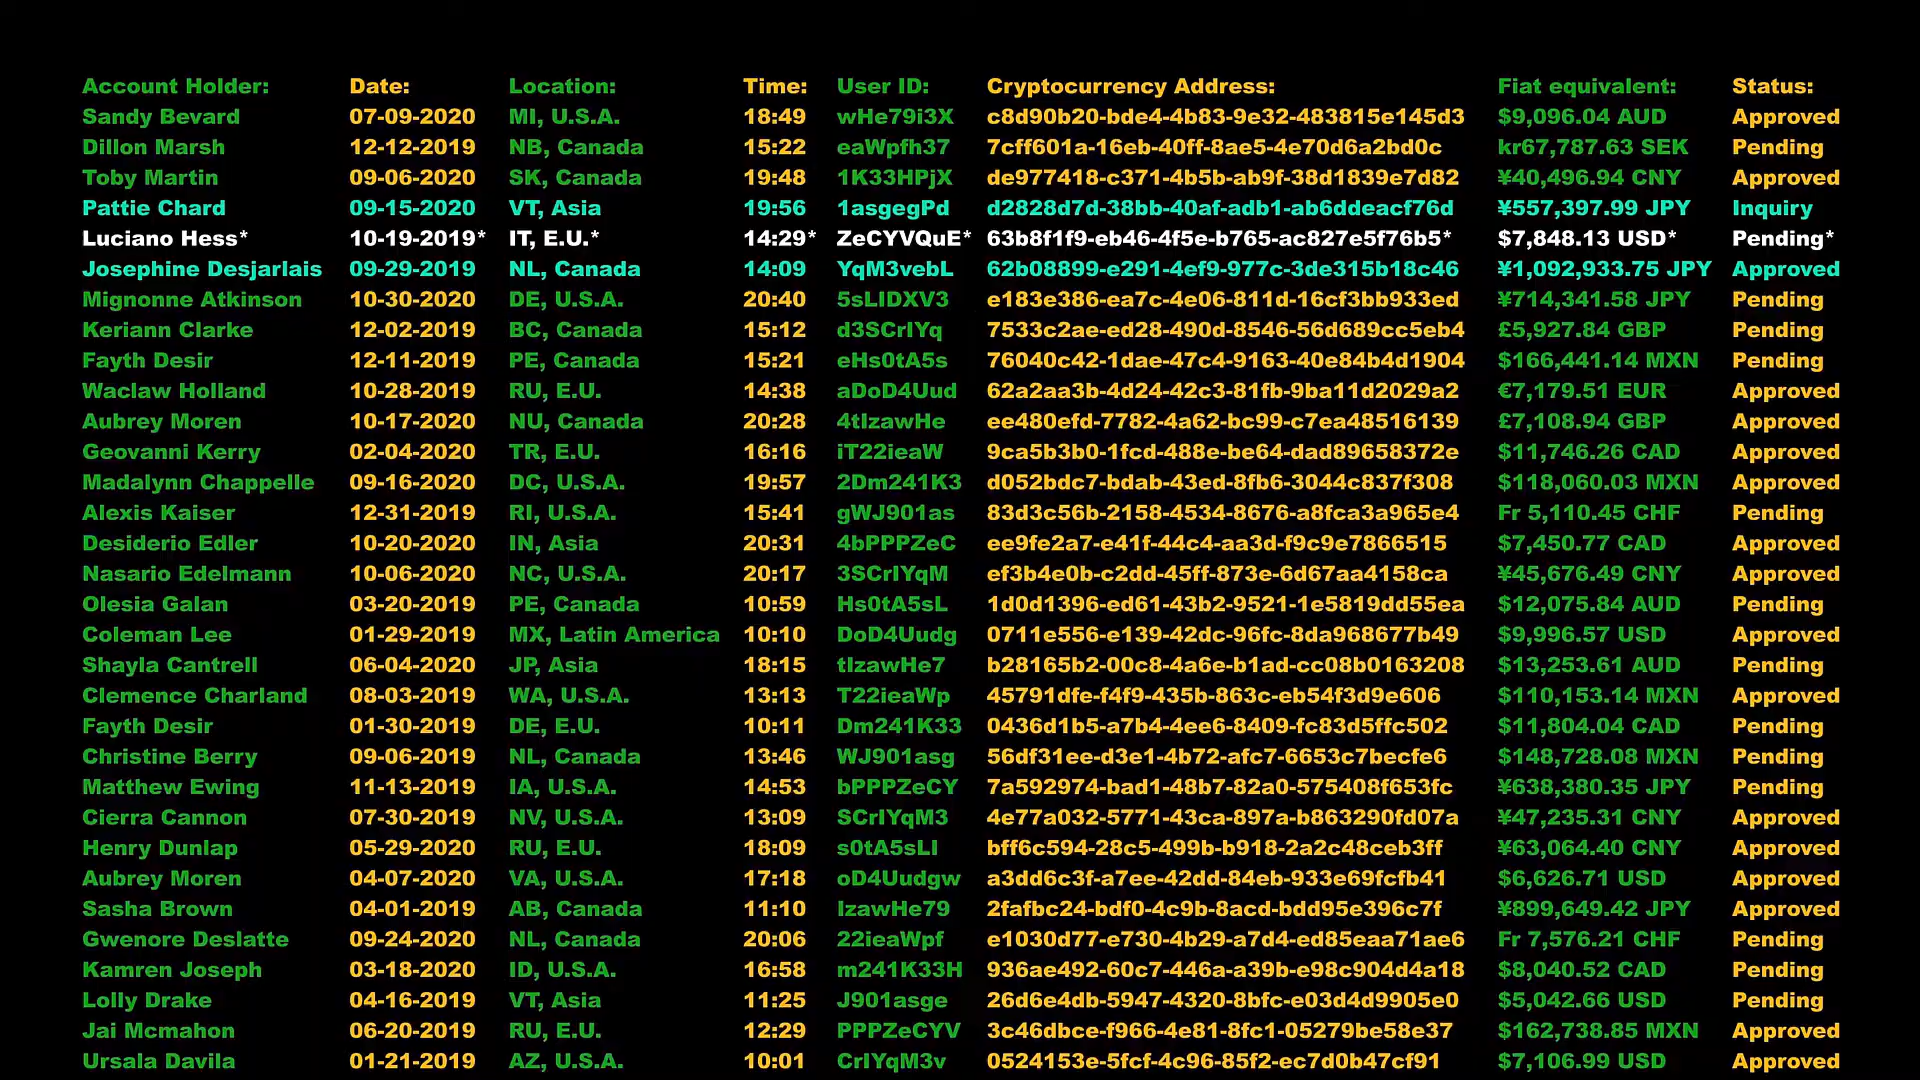 Account Holder: Date: Location: Time: User ID: Cryptocurrency Address: Fiat equivalent: Status:
Sandy Bevard 07-09-2020 MI, U.S.A. 18:49 wHe79i3X c8d90b20-bde4-4b83-9e32-483815e145d3 $9,096.04 AUD Approved
Dillon Marsh 12-12-2019 NB, Canada 15:22 eaWpfh37 7cff601a-16eb-40ff-8ae5-4e70d6a2bd0c kr67,787.63 SEK Pending
Toby Martin 09-06-2020 SK, Canada 19:48 1K33HPjX de977418-c371-4b5b-ab9f-38d1839e7d82 ¥40,496.94 CNY Approved
Pattie Chard 09-15-2020 VT, Asia 19:56 1asgegPd d2828d7d-38bb-40af-adb1-ab6ddeacf76d ¥557,397.99 JPY Inquiry
Luciano Hess* 10-19-2019* IT, E.U.* 14:29* ZeCYVQuE* 63b8f1f9-eb46-4f5e-b765-ac827e5f76b5* $7,848.13 USD* Pending*
Josephine Desjarlais 09-29-2019 NL, Canada 14:09 YqM3vebL 62b08899-e291-4ef9-977c-3de315b18c46 ¥1,092,933.75 JPY Approved
Mignonne Atkinson 10-30-2020 DE, U.S.A. 20:40 5sLIDXV3 e183e386-ea7c-4e06-811d-16cf3bb933ed ¥714,341.58 JPY Pending
Keriann Clarke 12-02-2019 BC, Canada 15:12 d3SCrIYq 7533c2ae-ed28-490d-8546-56d689cc5eb4 £5,927.84 GBP Pending
Fayth Desir 12-11-2019 PE, Canada 15:21 eHs0tA5s 76040c42-1dae-47c4-9163-40e84b4d1904 $166,441.14 MXN Pending
Waclaw Holland 10-28-2019 RU, E.U. 14:38 aDoD4Uud 62a2aa3b-4d24-42c3-81fb-9ba11d2029a2 €7,179.51 EUR Approved
Aubrey Moren 10-17-2020 NU, Canada 20:28 4tIzawHe ee480efd-7782-4a62-bc99-c7ea48516139 £7,108.94 GBP Approved
Geovanni Kerry 02-04-2020 TR, E.U. 16:16 iT22ieaW 9ca5b3b0-1fcd-488e-be64-dad89658372e $11,746.26 CAD Approved
Madalynn Chappelle 09-16-2020 DC, U.S.A. 19:57 2Dm241K3 d052bdc7-bdab-43ed-8fb6-3044c837f308 $118,060.03 MXN Approved
Alexis Kaiser 12-31-2019 RI, U.S.A. 15:41 gWJ901as 83d3c56b-2158-4534-8676-a8fca3a965e4 Fr 5,110.45 CHF Pending
Desiderio Edler 10-20-2020 IN, Asia 20:31 4bPPPZeC ee9fe2a7-e41f-44c4-aa3d-f9c9e7866515 $7,450.77 CAD Approved
Nasario Edelmann 10-06-2020 NC, U.S.A. 20:17 3SCrIYqM ef3b4e0b-c2dd-45ff-873e-6d67aa4158ca ¥45,676.49 CNY Approved
Olesia Galan 03-20-2019 PE, Canada 10:59 Hs0tA5sL 1d0d1396-ed61-43b2-9521-1e5819dd55ea $12,075.84 AUD Pending
Coleman Lee 01-29-2019 MX, Latin America 10:10 DoD4Uudg 0711e556-e139-42dc-96fc-8da968677b49 $9,996.57 USD Approved
Shayla Cantrell 06-04-2020 JP, Asia 18:15 tIzawHe7 b28165b2-00c8-4a6e-b1ad-cc08b0163208 $13,253.61 AUD Pending
Clemence Charland 08-03-2019 WA, U.S.A. 13:13 T22ieaWp 45791dfe-f4f9-435b-863c-eb54f3d9e606 $110,153.14 MXN Approved
Fayth Desir 01-30-2019 DE, E.U. 10:11 Dm241K33 0436d1b5-a7b4-4ee6-8409-fc83d5ffc502 $11,804.04 CAD Pending
Christine Berry 09-06-2019 NL, Canada 13:46 WJ901asg 56df31ee-d3e1-4b72-afc7-6653c7becfe6 $148,728.08 MXN Pending
Matthew Ewing 11-13-2019 IA, U.S.A. 14:53 bPPPZeCY 7a592974-bad1-48b7-82a0-575408f653fc ¥638,380.35 JPY Pending
Cierra Cannon 07-30-2019 NV, U.S.A. 13:09 SCrIYqM3 4e77a032-5771-43ca-897a-b863290fd07a ¥47,235.31 CNY Approved
Henry Dunlap 05-29-2020 RU, E.U. 18:09 s0tA5sLI bff6c594-28c5-499b-b918-2a2c48ceb3ff ¥63,064.40 CNY Approved
Aubrey Moren 04-07-2020 VA, U.S.A. 17:18 oD4Uudgw a3dd6c3f-a7ee-42dd-84eb-933e69fcfb41 $6,626.71 USD Approved
Sasha Brown 04-01-2019 AB, Canada 11:10 IzawHe79 2fafbc24-bdf0-4c9b-8acd-bdd95e396c7f ¥899,649.42 JPY Approved
Gwenore Deslatte 09-24-2020 NL, Canada 20:06 22ieaWpf e1030d77-e730-4b29-a7d4-ed85eaa71ae6 Fr 7,576.21 CHF Pending
Kamren Joseph 03-18-2020 ID, U.S.A. 16:58 m241K33H 936ae492-60c7-446a-a39b-e98c904d4a18 $8,040.52 CAD Pending
Lolly Drake 04-16-2019 VT, Asia 11:25 J901asge 26d6e4db-5947-4320-8bfc-e03d4d9905e0 $5,042.66 USD Pending
Jai Mcmahon 06-20-2019 RU, E.U. 12:29 PPPZeCYV 3c46dbce-f966-4e81-8fc1-05279be58e37 $162,738.85 MXN Approved
Ursala Davila 01-21-2019 AZ, U.S.A. 10:01 CrIYqM3v 0524153e-5fcf-4c96-85f2-ec7d0b47cf91 $7,106.99 USD Approved